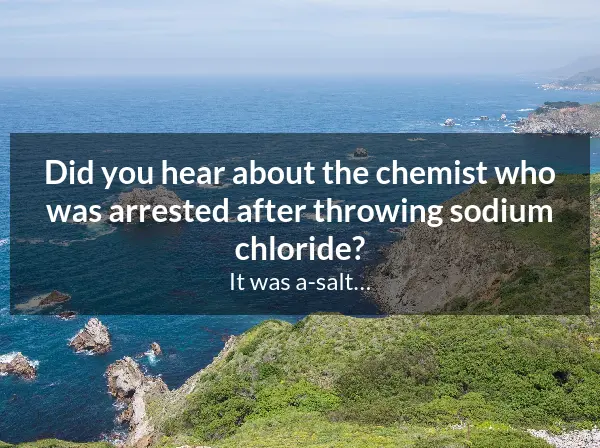 Did you hear about the chemist who
was arrested after throwing sodium
chloride?
It was a-salt...